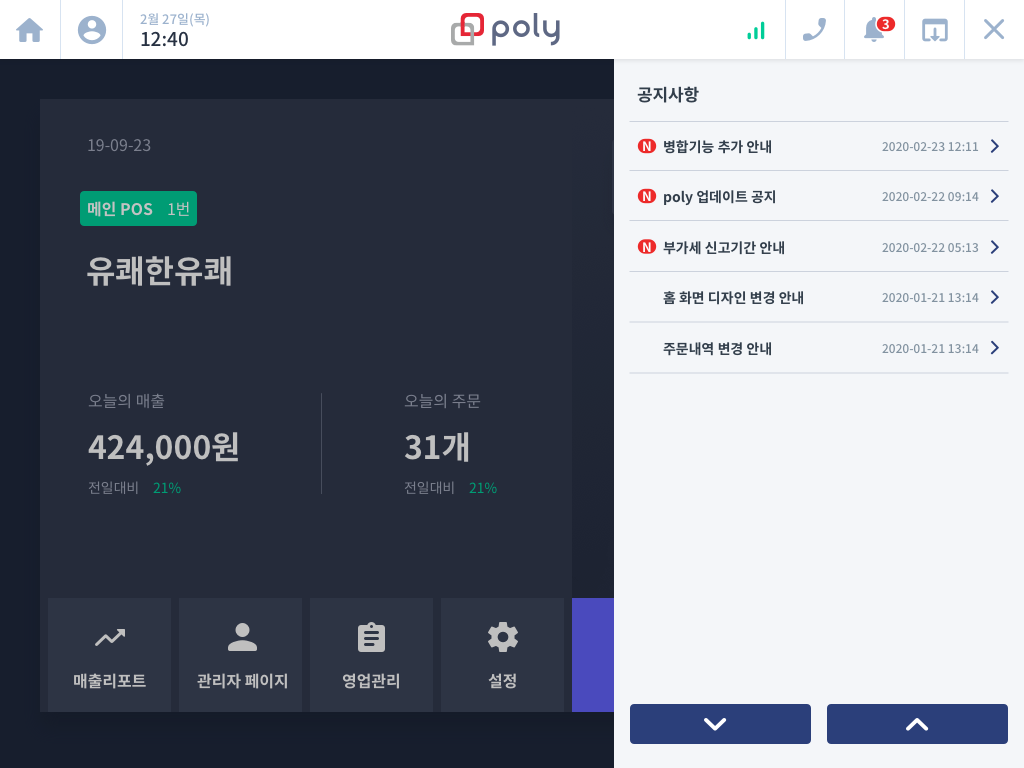 2월 27일(목)
12:40
poly
3
19-09-23
메인 POS 1번
유쾌한유쾌
오늘의 매출
424,000원
전일대비 21%
오늘의 주문
31개
전일대비 21%
매출리포트
관리자 페이지
영업관리
설정
공지사항
N 병합기능 추가 안내 2020-02-23 12:11
N poly 업데이트 공지 2020-02-22 09:14
N 부가세 신고기간 안내 2020-02-22 05:13
홈 화면 디자인 변경 안내 2020-01-21 13:14
주문내역 변경 안내 2020-01-21 13:14